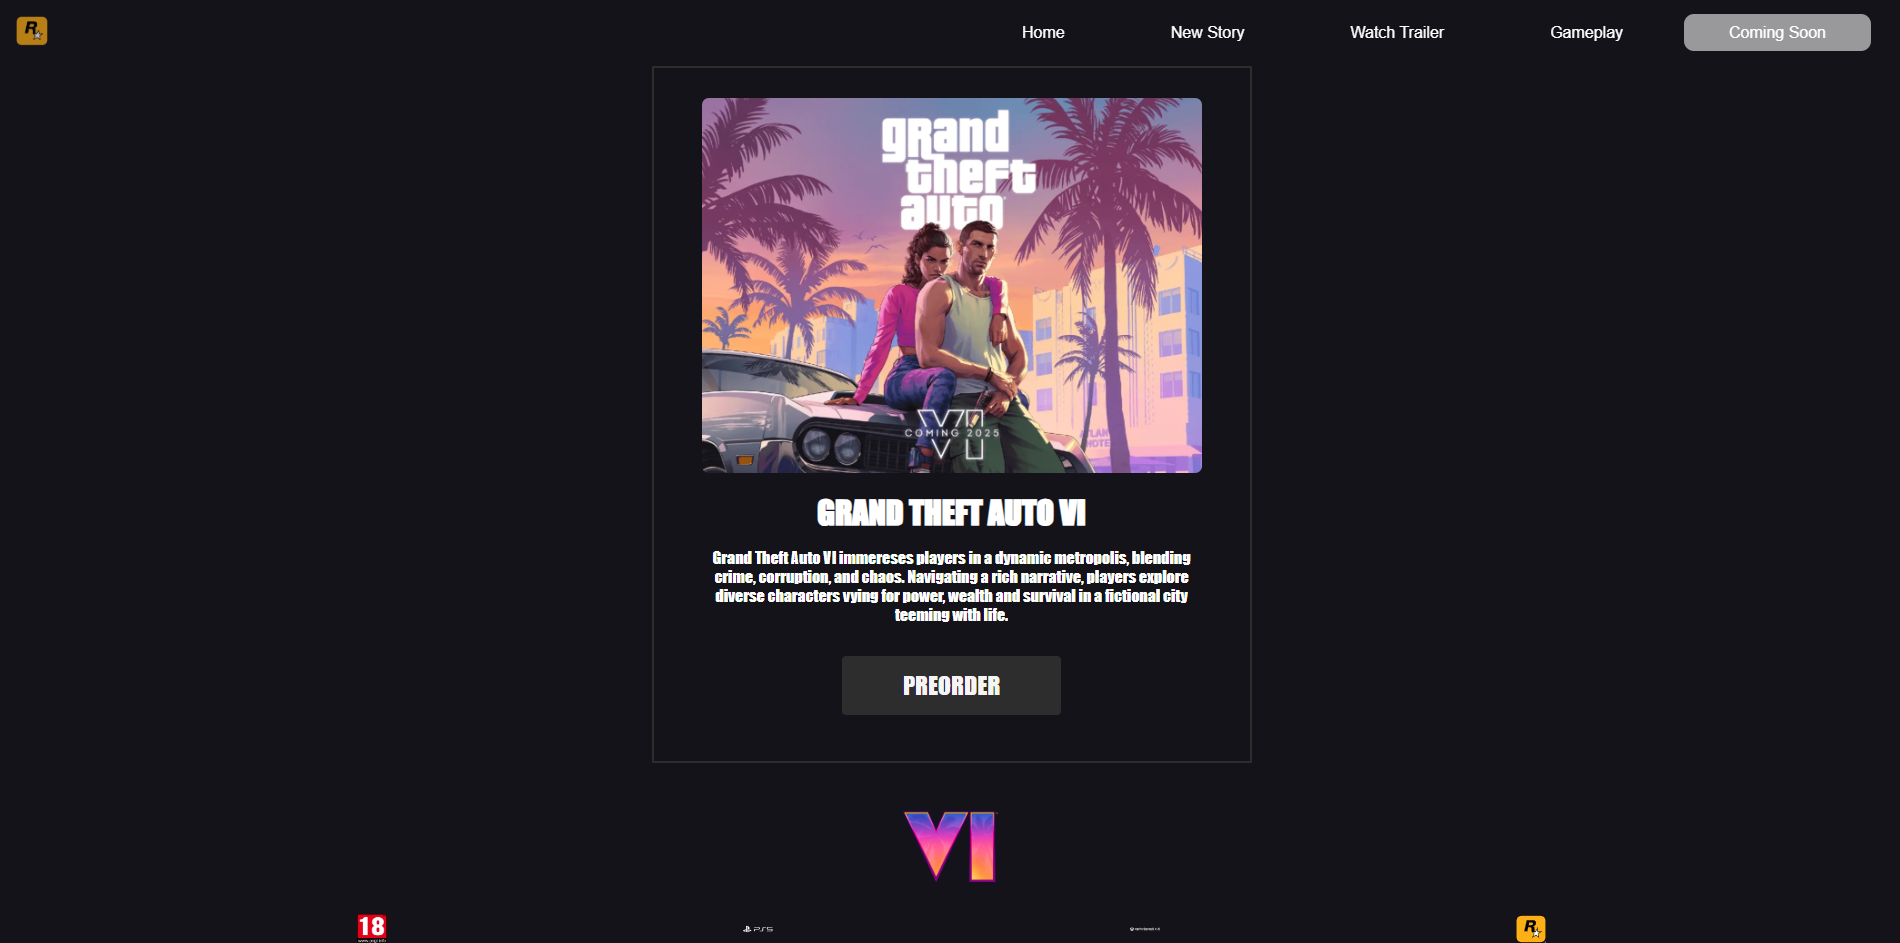 R
Home
New Story
Watch Trailer
Gameplay
Coming Soon
grand
theft
auto
VI
COMING 2025
GRAND THEFT AUTO VI
Grand Theft Auto VI immereses players in a dynamic metropolis, blending
crime, corruption, and chaos. Navigating a rich narrative, players explore
diverse characters vying for power, wealth and survival in a fictional city
teeming with life.
PREORDER
VI
18
PS5
R